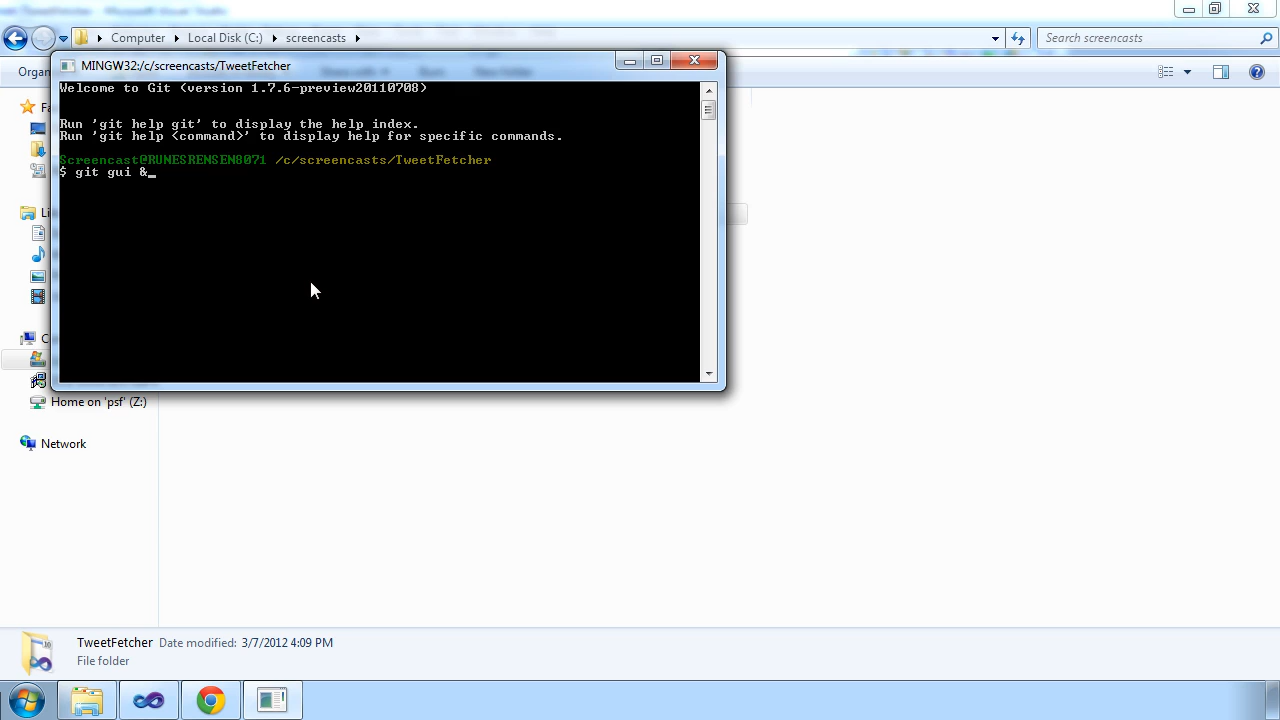 Computer
Local Disk (C:)
screencasts
Search screencasts
MINGW32:/c/screencasts/TweetFetcher
Organ
Welcome to Git (version 1.7.6-preview20110708)
Run 'git help git' to display the help index.
Run 'git help <command>' to display help for specific commands.
Screencast@RUNESRENSEN8071 /c/screencasts/TweetFetcher
$ git gui &_
Fa
Li
C
Home on 'psf' (Z:)
Network
TweetFetcher Date modified: 3/7/2012 4:09 PM
File folder